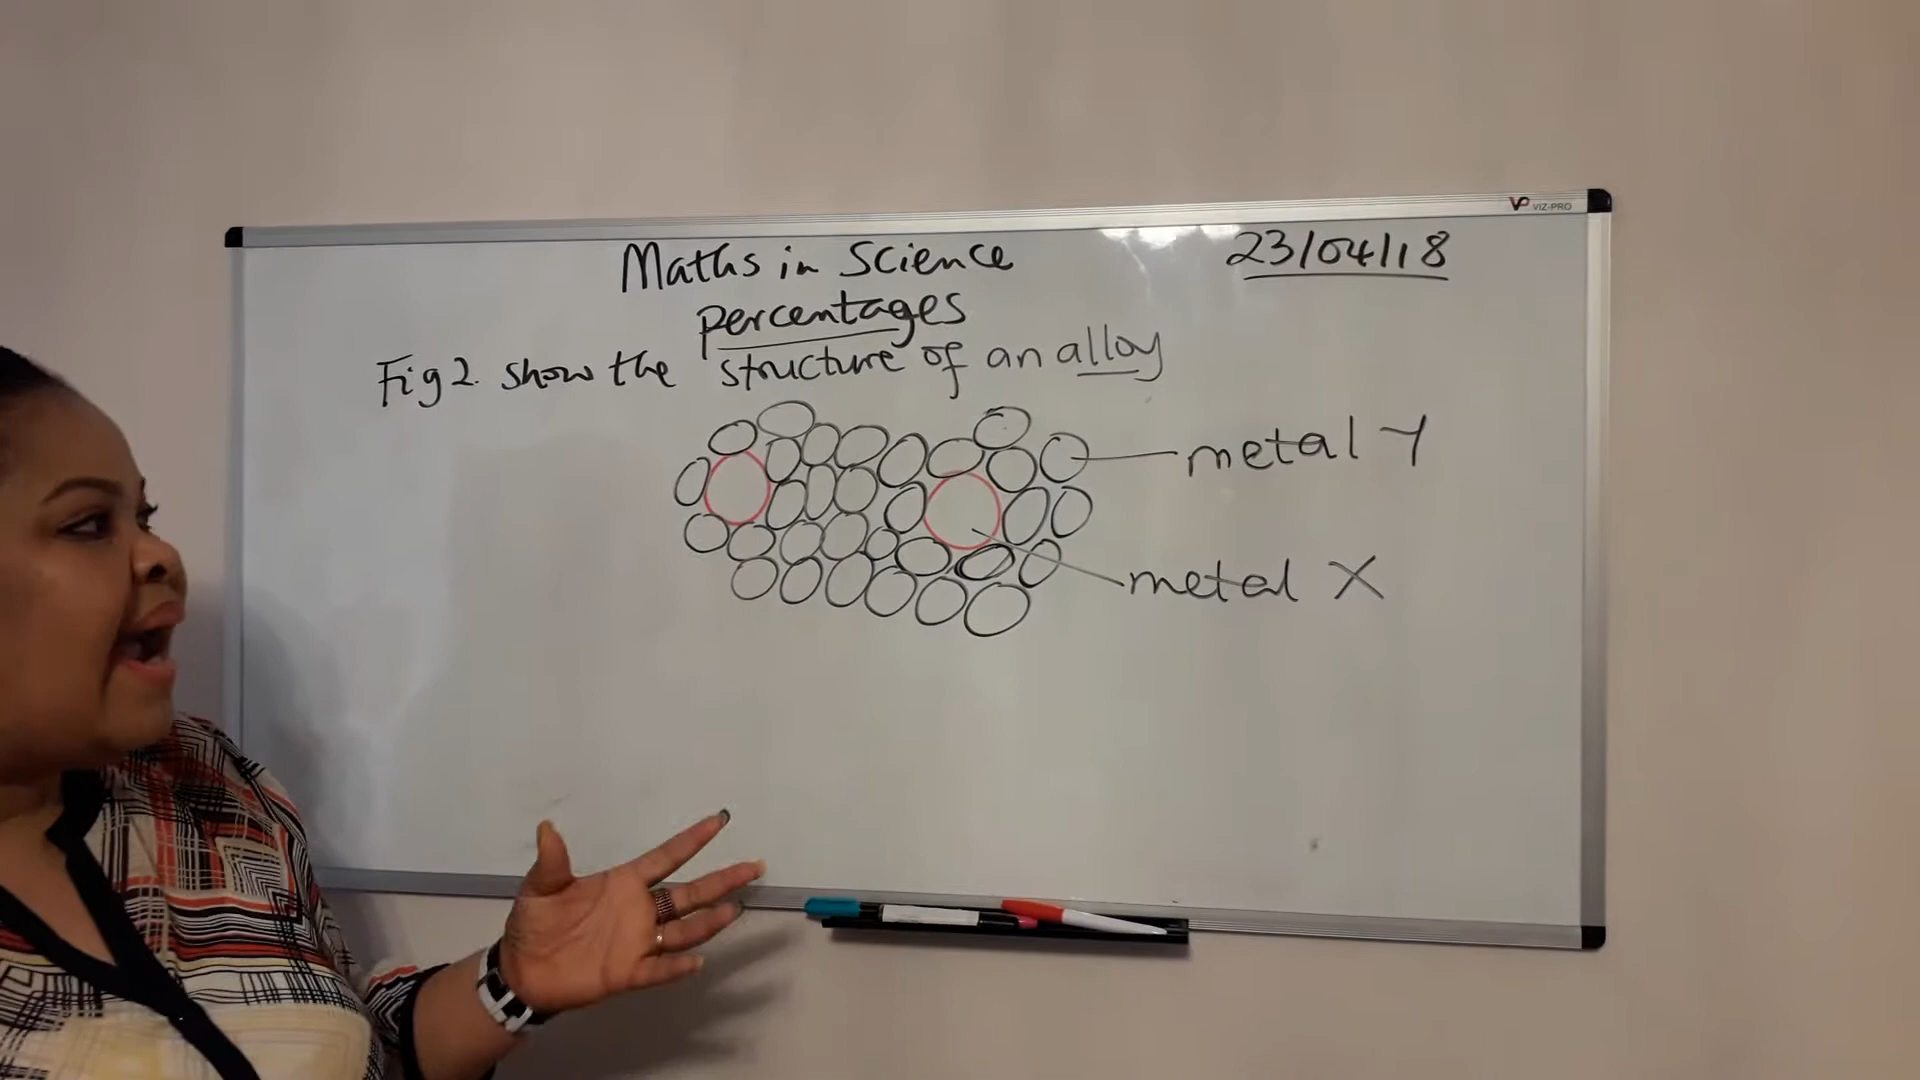 VP VIZ-PRO
Maths in Science
23/04/18
percentages
Fig 2. show the structure of an alloy
metal Y
metal X